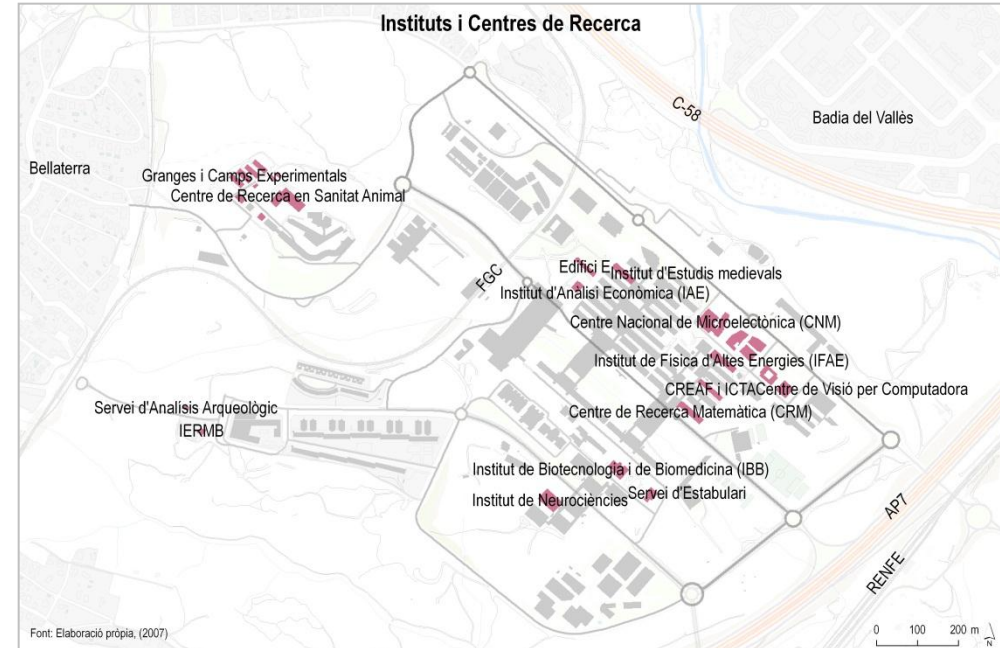 Instituts i Centres de Recerca
C-58
Badia del Vallès
Bellaterra
Granges i Camps Experimentals
Centre de Recerca en Sanitat Animal
FGC
Edifici E
Institut d'Estudis medievals
Institut d'Anàlisi Econòmica (IAE)
Centre Nacional de Microelectònica (CNM)
Institut de Física d'Altes Energies (IFAE)
CREAF i ICTA
Centre de Visió per Computadora
Servei d'Analisis Arqueològic
Centre de Recerca Matemàtica (CRM)
IERMB
Institut de Biotecnologia i de Biomedicina (IBB)
Servei d'Estabulari
Institut de Neurociències
AP7
RENFE
Font: Elaboració pròpia, (2007)
0 100 200 m
N